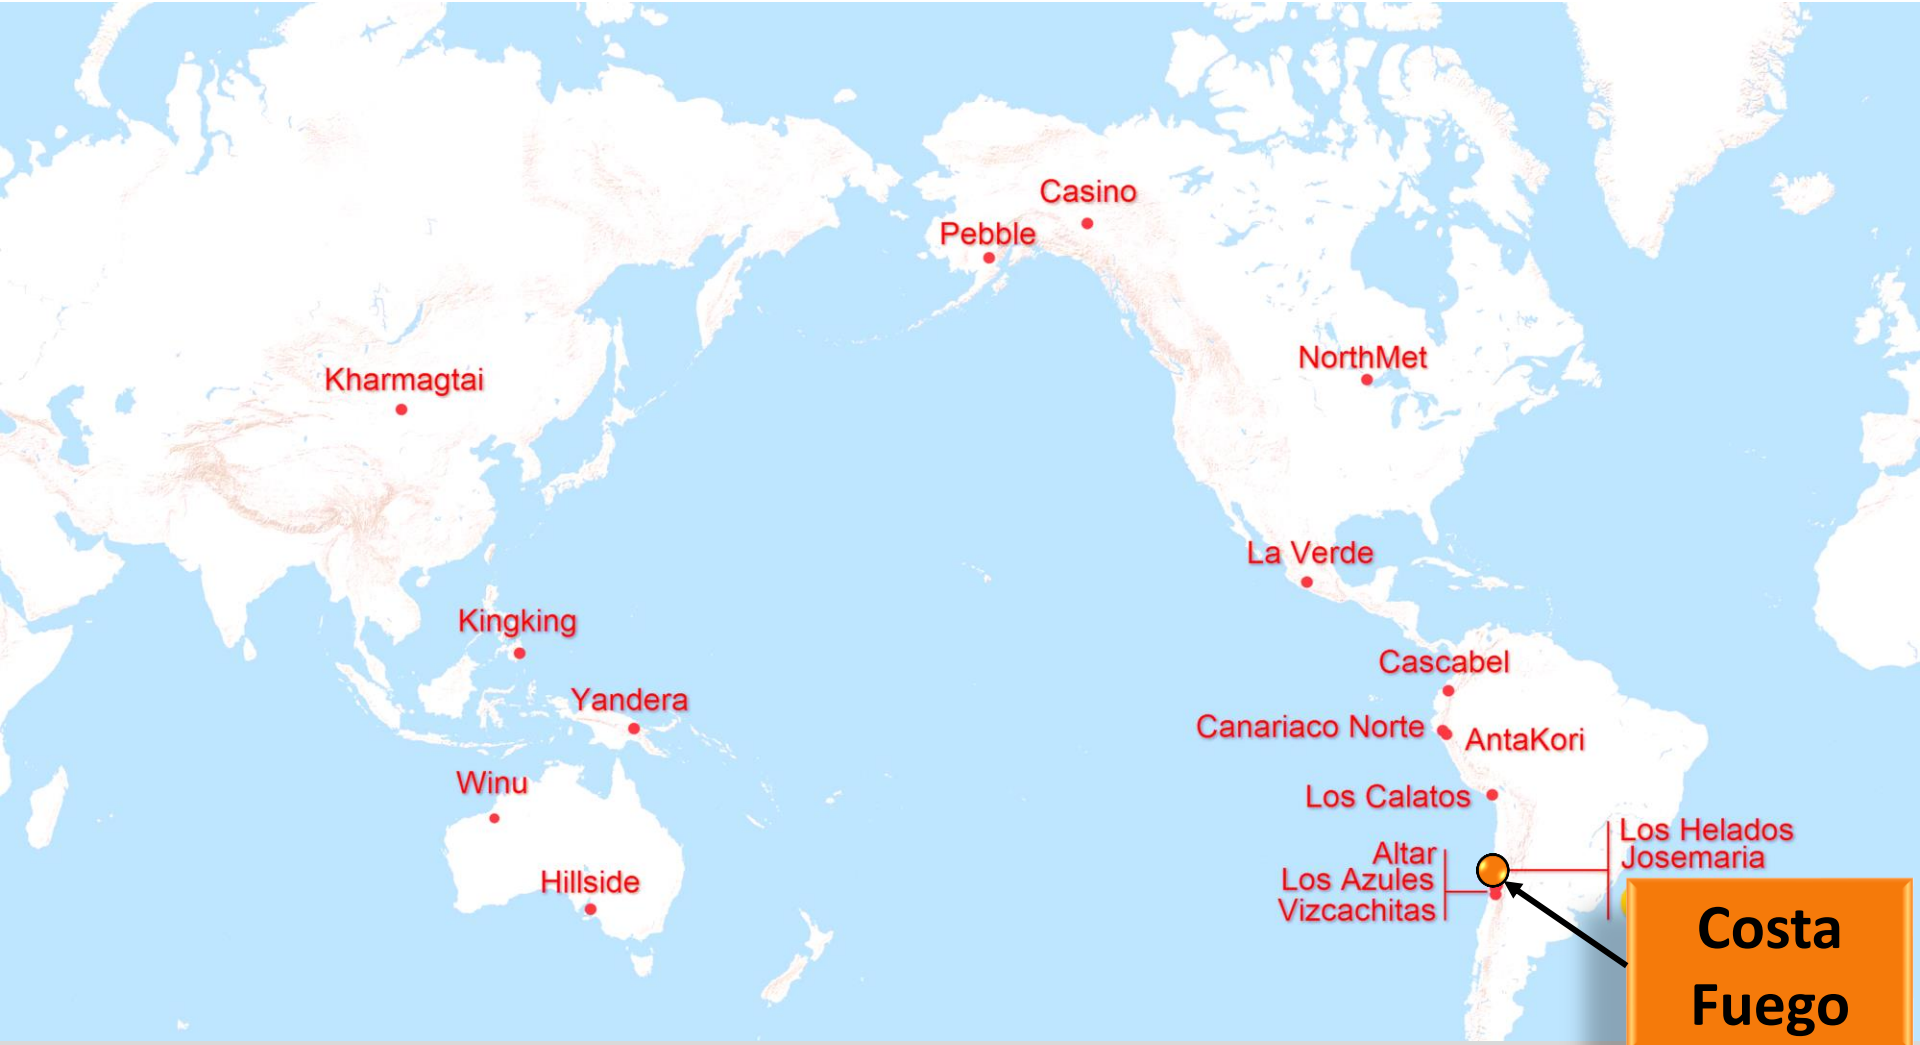 Casino
Pebble
NorthMet
Kharmagtai
La Verde
Kingking
Cascabel
Yandera
Canariaco Norte
AntaKori
Winu
Los Calatos
Los Helados
Josemaria
Altar
Los Azules
Vizcachitas
Hillside
Costa
Fuego